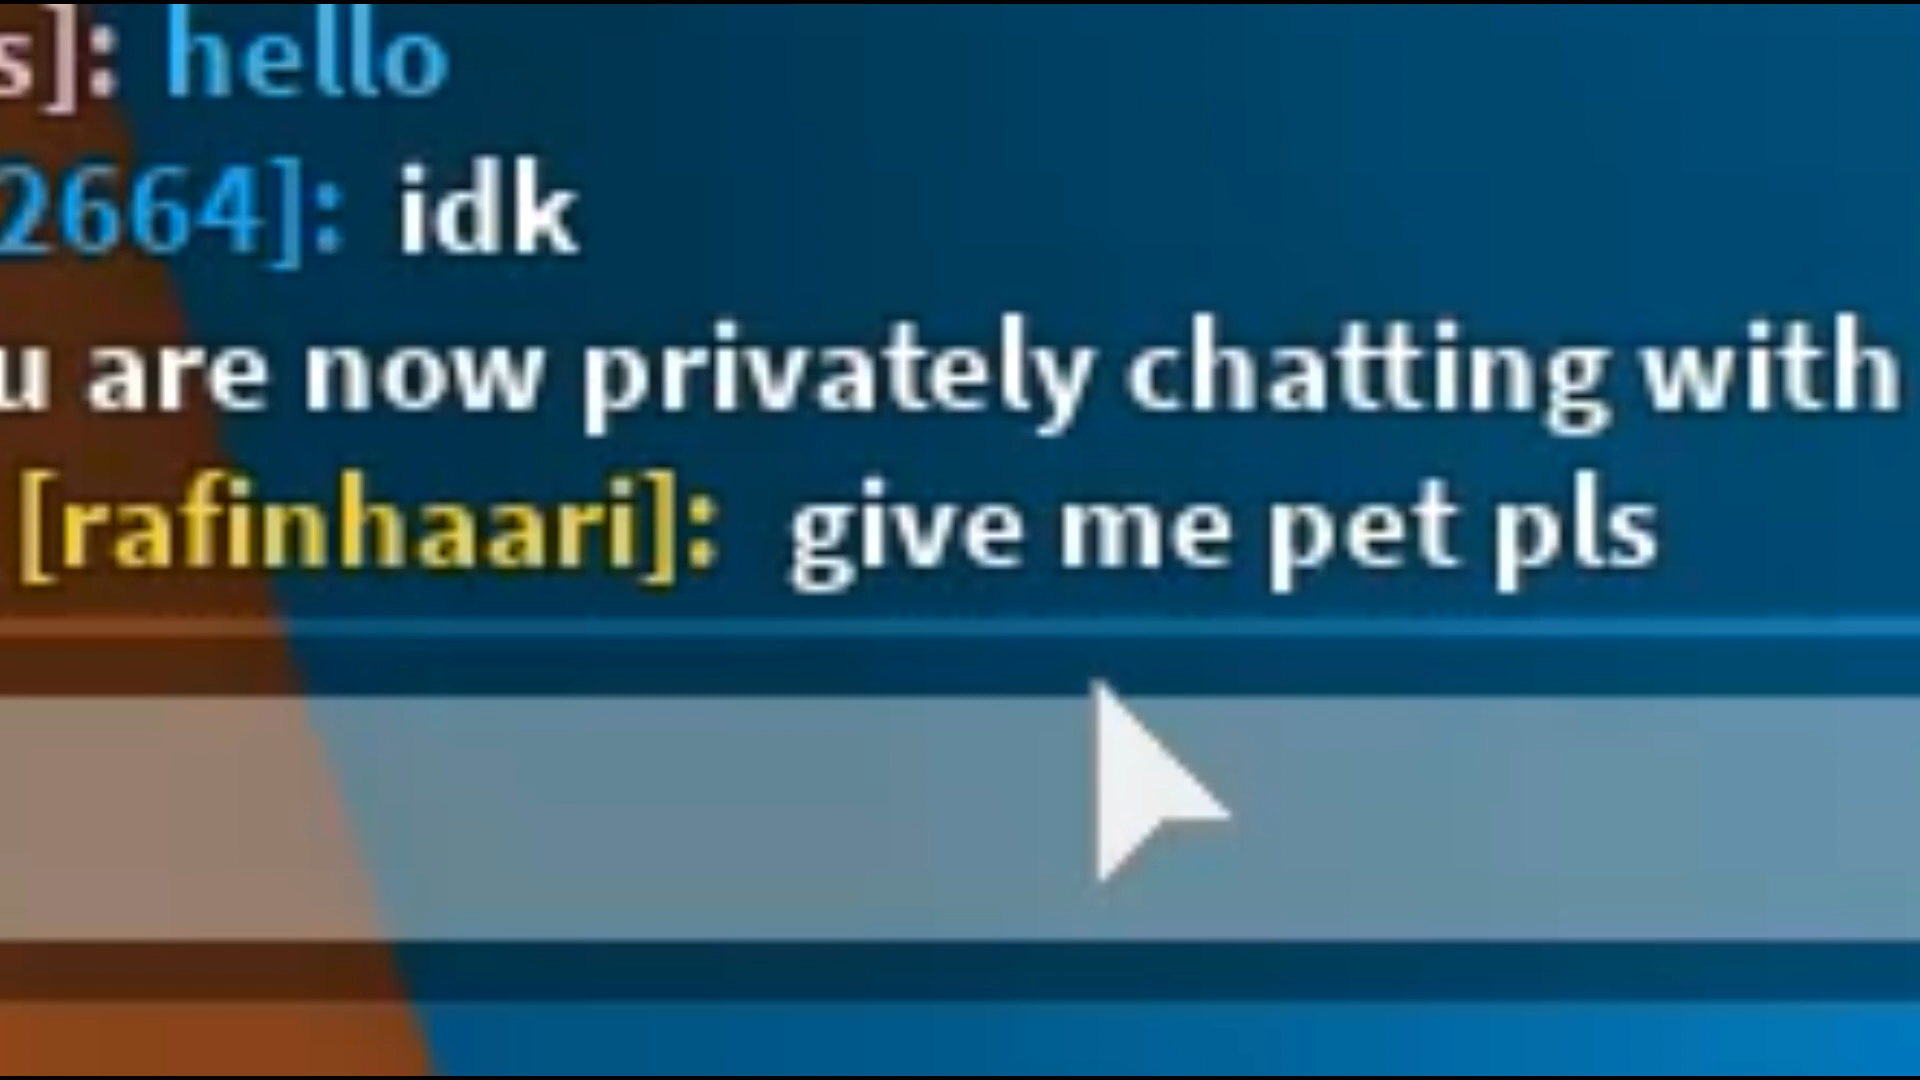 s]: hello
2664]: idk
u are now privately chatting with
[rafinhaari]: give me pet pls